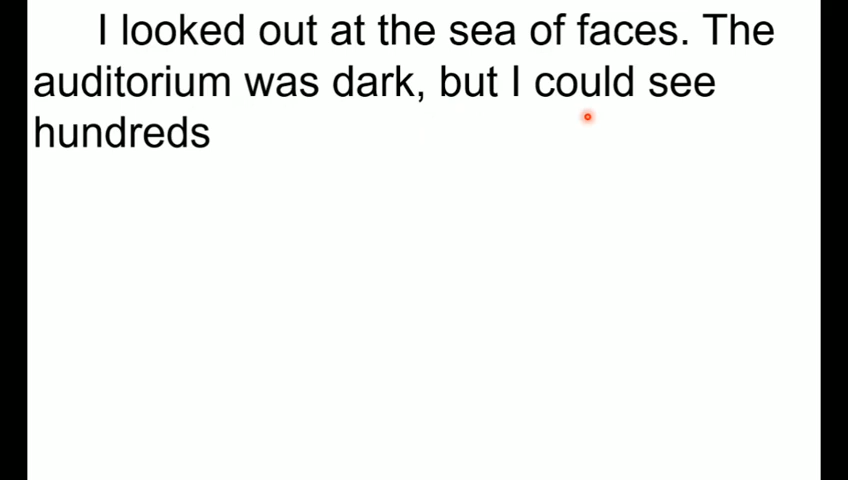 I looked out at the sea of faces. The
auditorium was dark, but I could see
hundreds